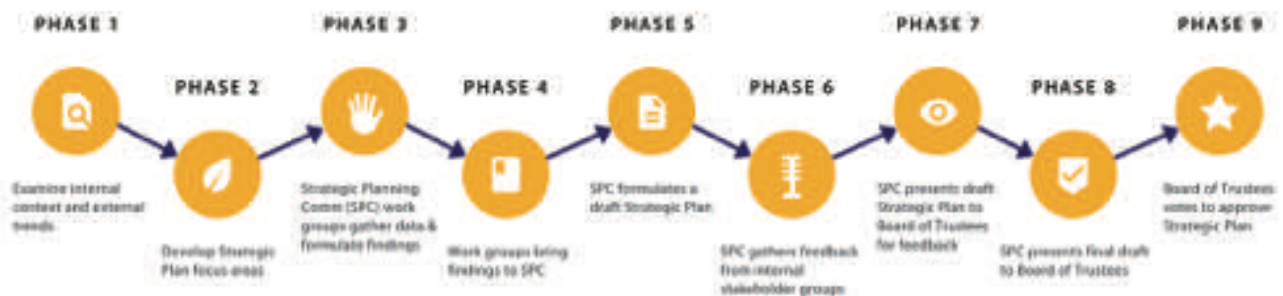 PHASE 1
Examine internal
context and external
trends
PHASE 2
Develop Strategic
Plan focus areas
PHASE 3
Strategic Planning
Comm (SPC) work
groups gather data &
formulate findings
PHASE 4
Work groups bring
findings to SPC
PHASE 5
SPC formulates a
draft Strategic Plan
PHASE 6
SPC gathers feedback
from internal
stakeholder groups
PHASE 7
SPC presents draft
Strategic Plan to
Board of Trustees
for feedback
PHASE 8
SPC presents final draft
to Board of Trustees
PHASE 9
Board of Trustees
votes to approve
Strategic Plan